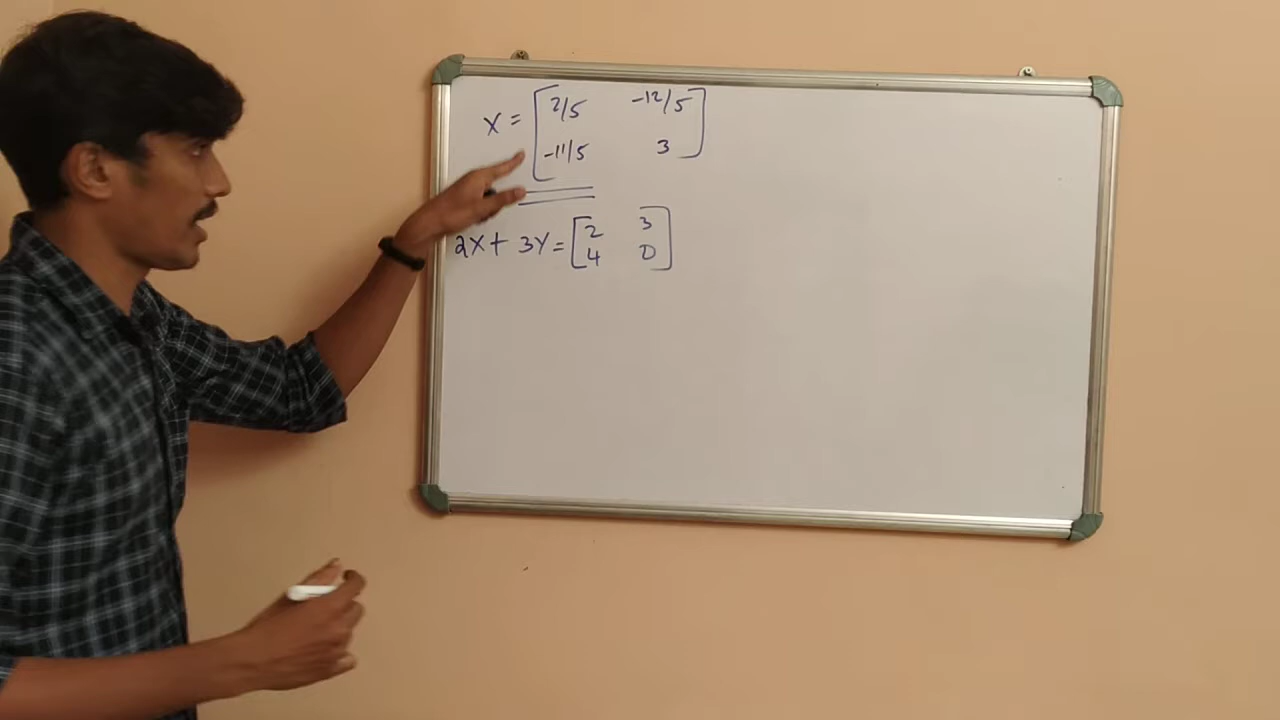 X = [ 2/5 -12/5
-11/5 3 ]
2X + 3Y = [ 2 3
4 0 ]